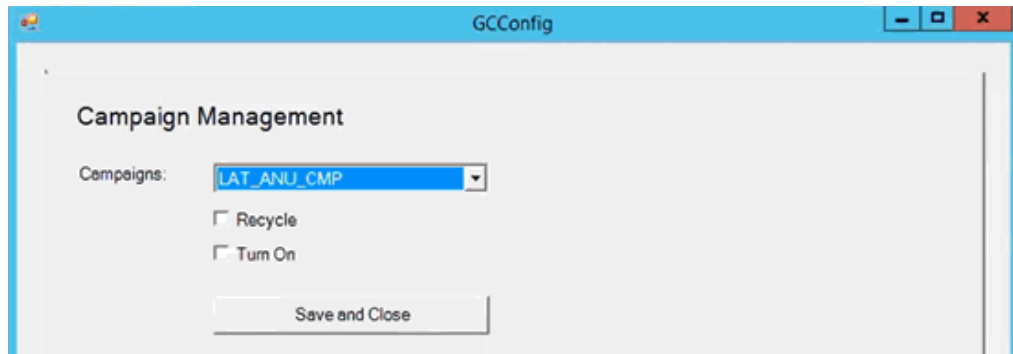 GCConfig
Campaign Management
Campaigns:
LAT_ANU_CMP
Recycle
Turn On
Save and Close